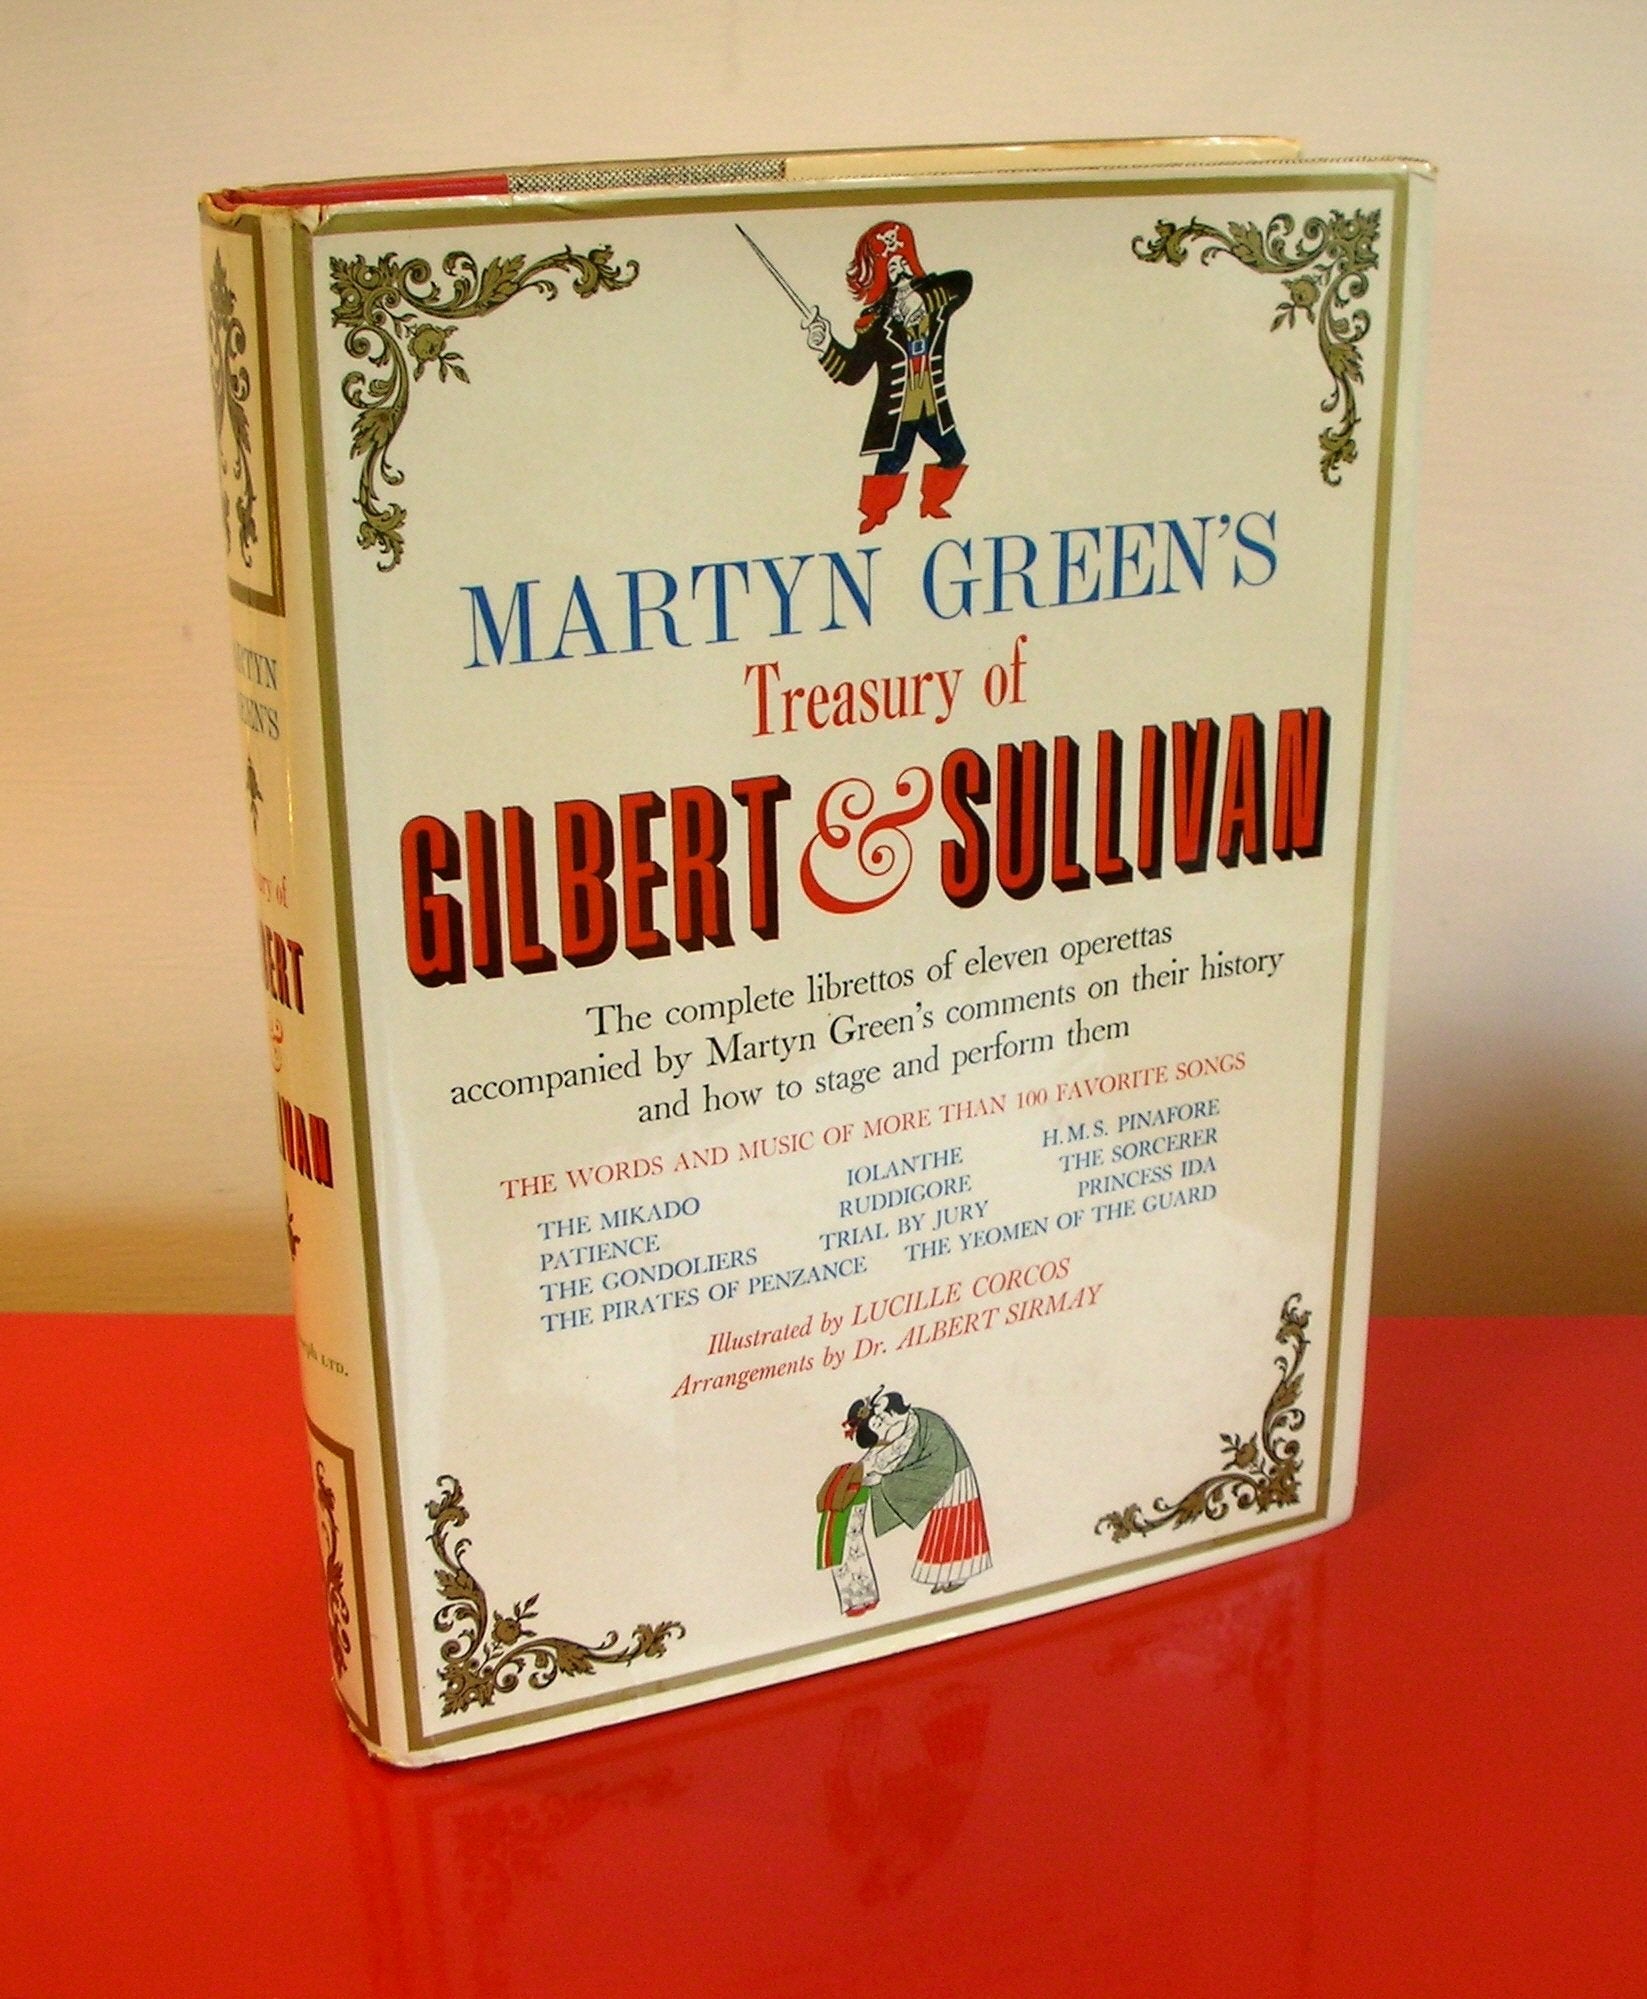 MARTYN GREEN'S
Treasury of
GILBERT & SULLIVAN
The complete librettos of eleven operettas
accompanied by Martyn Green's comments on their history
and how to stage and perform them
THE WORDS AND MUSIC OF MORE THAN 100 FAVORITE SONGS
THE MIKADO IOLANTHE H.M.S. PINAFORE
PATIENCE RUDDIGORE THE SORCERER
THE GONDOLIERS TRIAL BY JURY PRINCESS IDA
THE PIRATES OF PENZANCE THE YEOMEN OF THE GUARD
Illustrated by LUCILLE CORCOS
Arrangements by Dr. ALBERT SIRMAY
of
&
LTD.